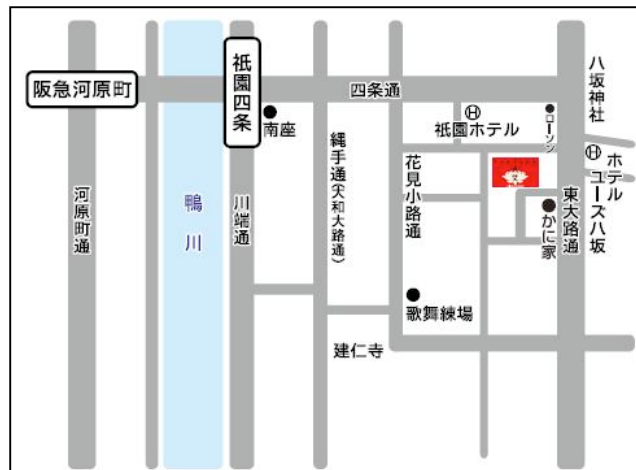 阪急河原町
祇園四条
四条通
八坂神社
南座
祇園ホテル
ローソン
ホテル
ユーズ八坂
河原町通
鴨川
川端通
縄手通(大和大路通)
花見小路通
かに家
東大路通
歌舞練場
建仁寺